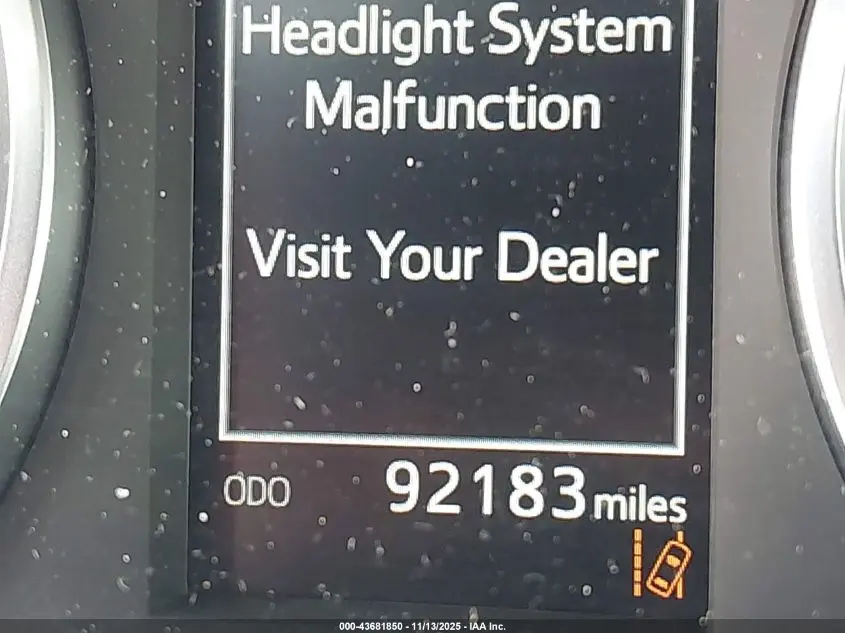 Headlight System
Malfunction
Visit Your Dealer
ODO 92183 miles
000-43681850 - 11/13/2025 - IAA Inc.